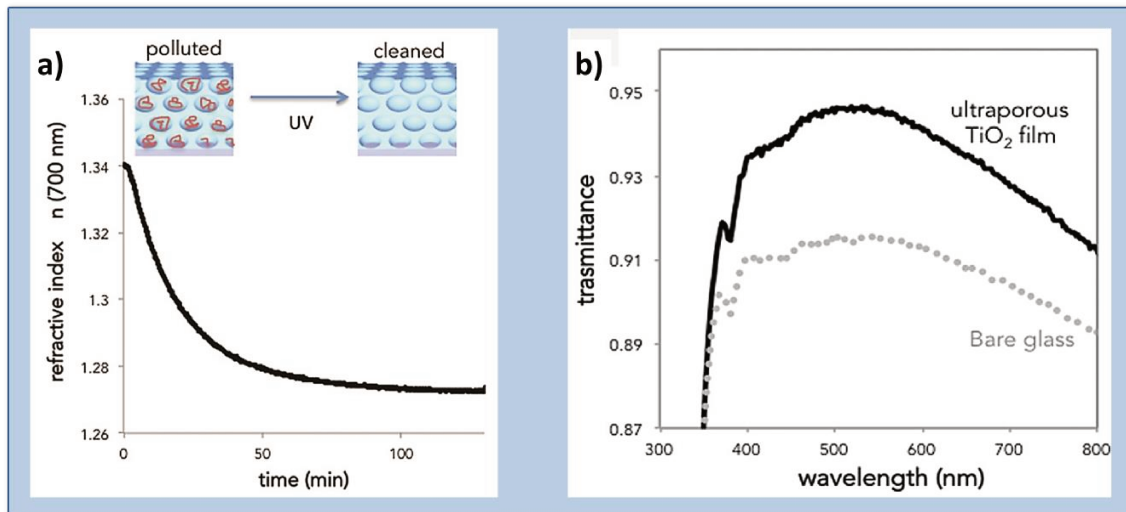 a)
polluted
cleaned
UV
1.36
1.34
1.32
1.3
1.28
1.26
0
50
100
refractive index n (700 nm)
time (min)
b)
0.95
0.93
0.91
0.89
0.87
300
400
500
600
700
800
trasmittance
wavelength (nm)
ultraporous
TiO₂ film
Bare glass